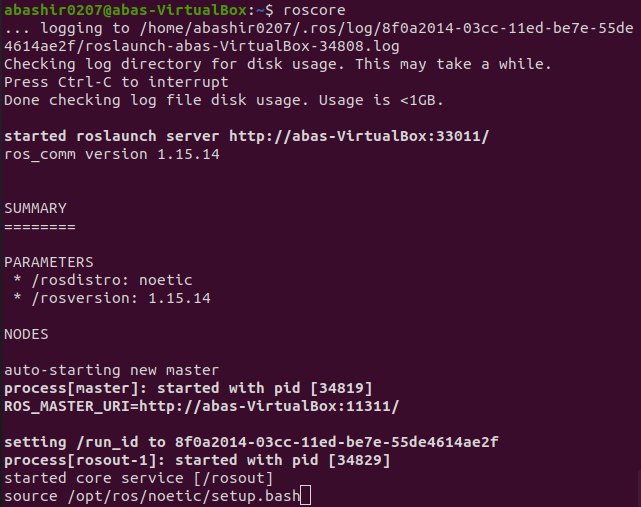 abashir0207@abas-VirtualBox:~$ roscore
... logging to /home/abashir0207/.ros/log/8f0a2014-03cc-11ed-be7e-55de
4614ae2f/roslaunch-abas-VirtualBox-34808.log
Checking log directory for disk usage. This may take a while.
Press Ctrl-C to interrupt
Done checking log file disk usage. Usage is <1GB.
started roslaunch server http://abas-VirtualBox:33011/
ros_comm version 1.15.14
SUMMARY
========
PARAMETERS
 * /rosdistro: noetic
 * /rosversion: 1.15.14
NODES
auto-starting new master
process[master]: started with pid [34819]
ROS_MASTER_URI=http://abas-VirtualBox:11311/
setting /run_id to 8f0a2014-03cc-11ed-be7e-55de4614ae2f
process[rosout-1]: started with pid [34829]
started core service [/rosout]
source /opt/ros/noetic/setup.bash